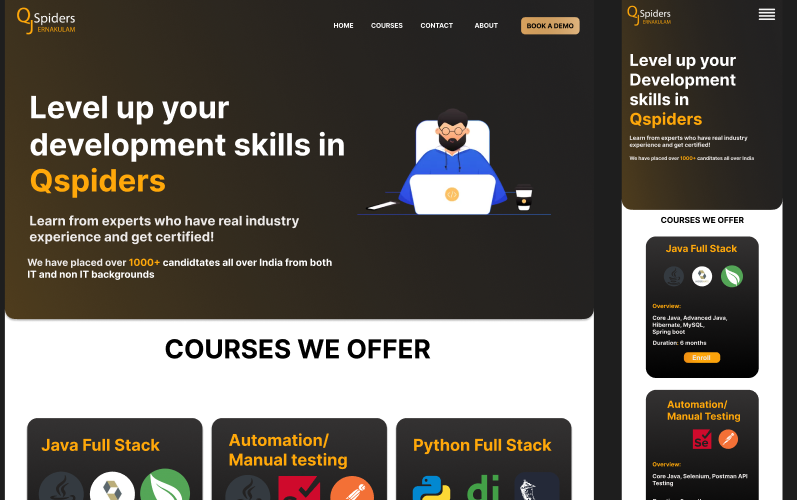 QJ Spiders
ERNAKULAM
HOME COURSES CONTACT ABOUT BOOK A DEMO
Level up your
development skills in
Qspiders
Learn from experts who have real industry
experience and get certified!
We have placed over 1000+ candidtates all over India from both
IT and non IT backgrounds
</>
COURSES WE OFFER
Java Full Stack
Automation/
Manual testing
Python Full Stack
Se
dj
QJ Spiders
ERNAKULAM
Level up your
Development
skills in
Qspiders
Learn from experts who have real industry
experience and get certified!
We have placed over 1000+ canditates all over India
COURSES WE OFFER
Java Full Stack
Overview:
Core Java, Advanced Java,
Hibernate, MySQL,
Spring boot
Duration: 6 months
Enroll
Automation/
Manual Testing
Se
Overview:
Core Java, Selenium, Postman API
Testing